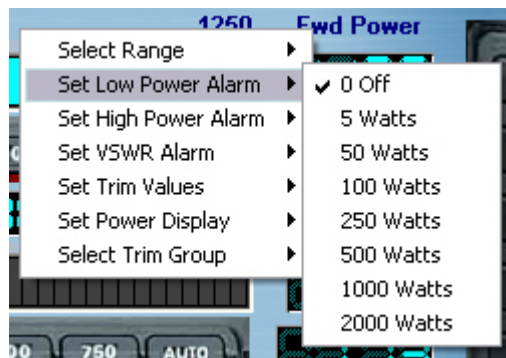 1250 Fwd Power
Select Range
Set Low Power Alarm
Set High Power Alarm
Set VSWR Alarm
Set Trim Values
Set Power Display
Select Trim Group
0 Off
5 Watts
50 Watts
100 Watts
250 Watts
500 Watts
1000 Watts
2000 Watts
750 AUTO